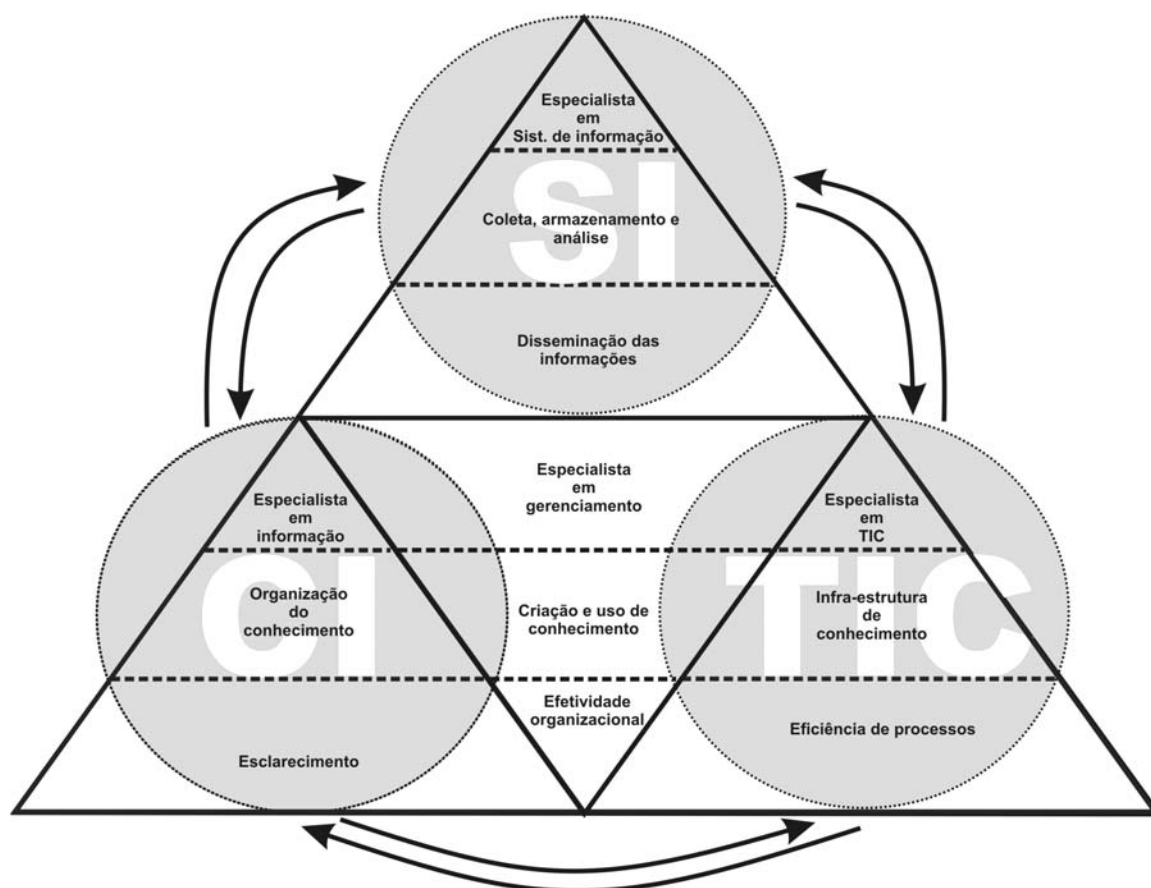 Especialista
em
Sist. de informação
SI
Coleta, armazenamento e
análise
Disseminação das
informações
Especialista
em
informação
CI
Organização
do
conhecimento
Esclarecimento
Especialista
em
gerenciamento
Criação e uso de
conhecimento
Efetividade
organizacional
Especialista
em
TIC
TIC
Infra-estrutura
de
conhecimento
Eficiência de processos